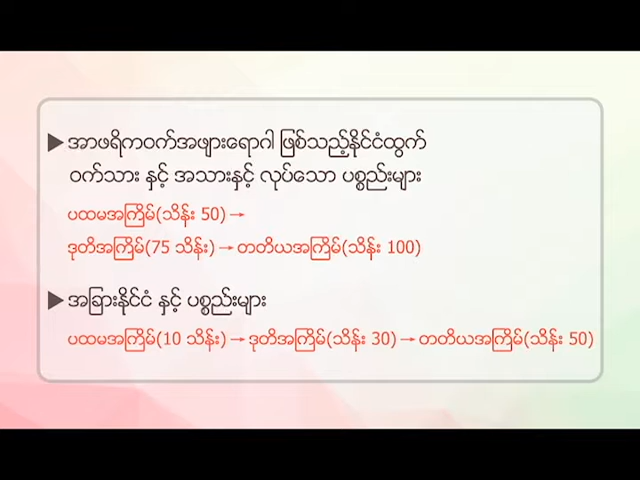 ▶ အာဖရိကဝက်အဖျားရောဂါ ဖြစ်သည့်နိုင်ငံထွက်
ဝက်သား နှင့် အသားနှင့် လုပ်သော ပစ္စည်းများ
ပထမအကြိမ်(သိန်း 50) →
ဒုတိအကြိမ်(75 သိန်း) → တတိယအကြိမ်(သိန်း 100)
▶ အခြားနိုင်ငံ နှင့် ပစ္စည်းများ
ပထမအကြိမ်(10 သိန်း) → ဒုတိအကြိမ်(သိန်း 30) → တတိယအကြိမ်(သိန်း 50)